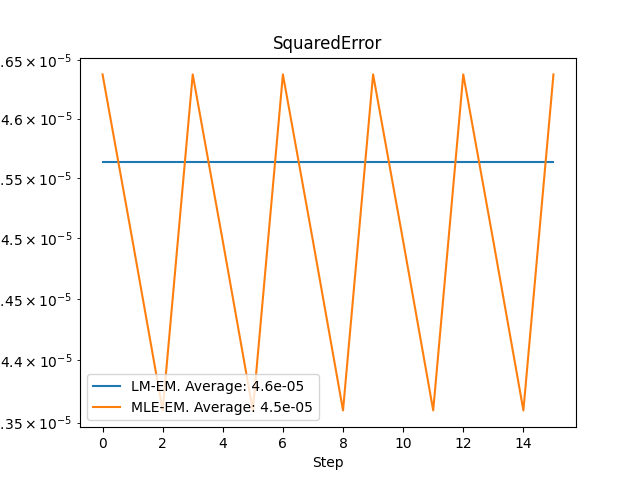 SquaredError
.65 × 10⁻⁵
4.6 × 10⁻⁵
.55 × 10⁻⁵
4.5 × 10⁻⁵
.45 × 10⁻⁵
4.4 × 10⁻⁵
.35 × 10⁻⁵
LM-EM. Average: 4.6e-05
MLE-EM. Average: 4.5e-05
0 2 4 6 8 10 12 14
Step